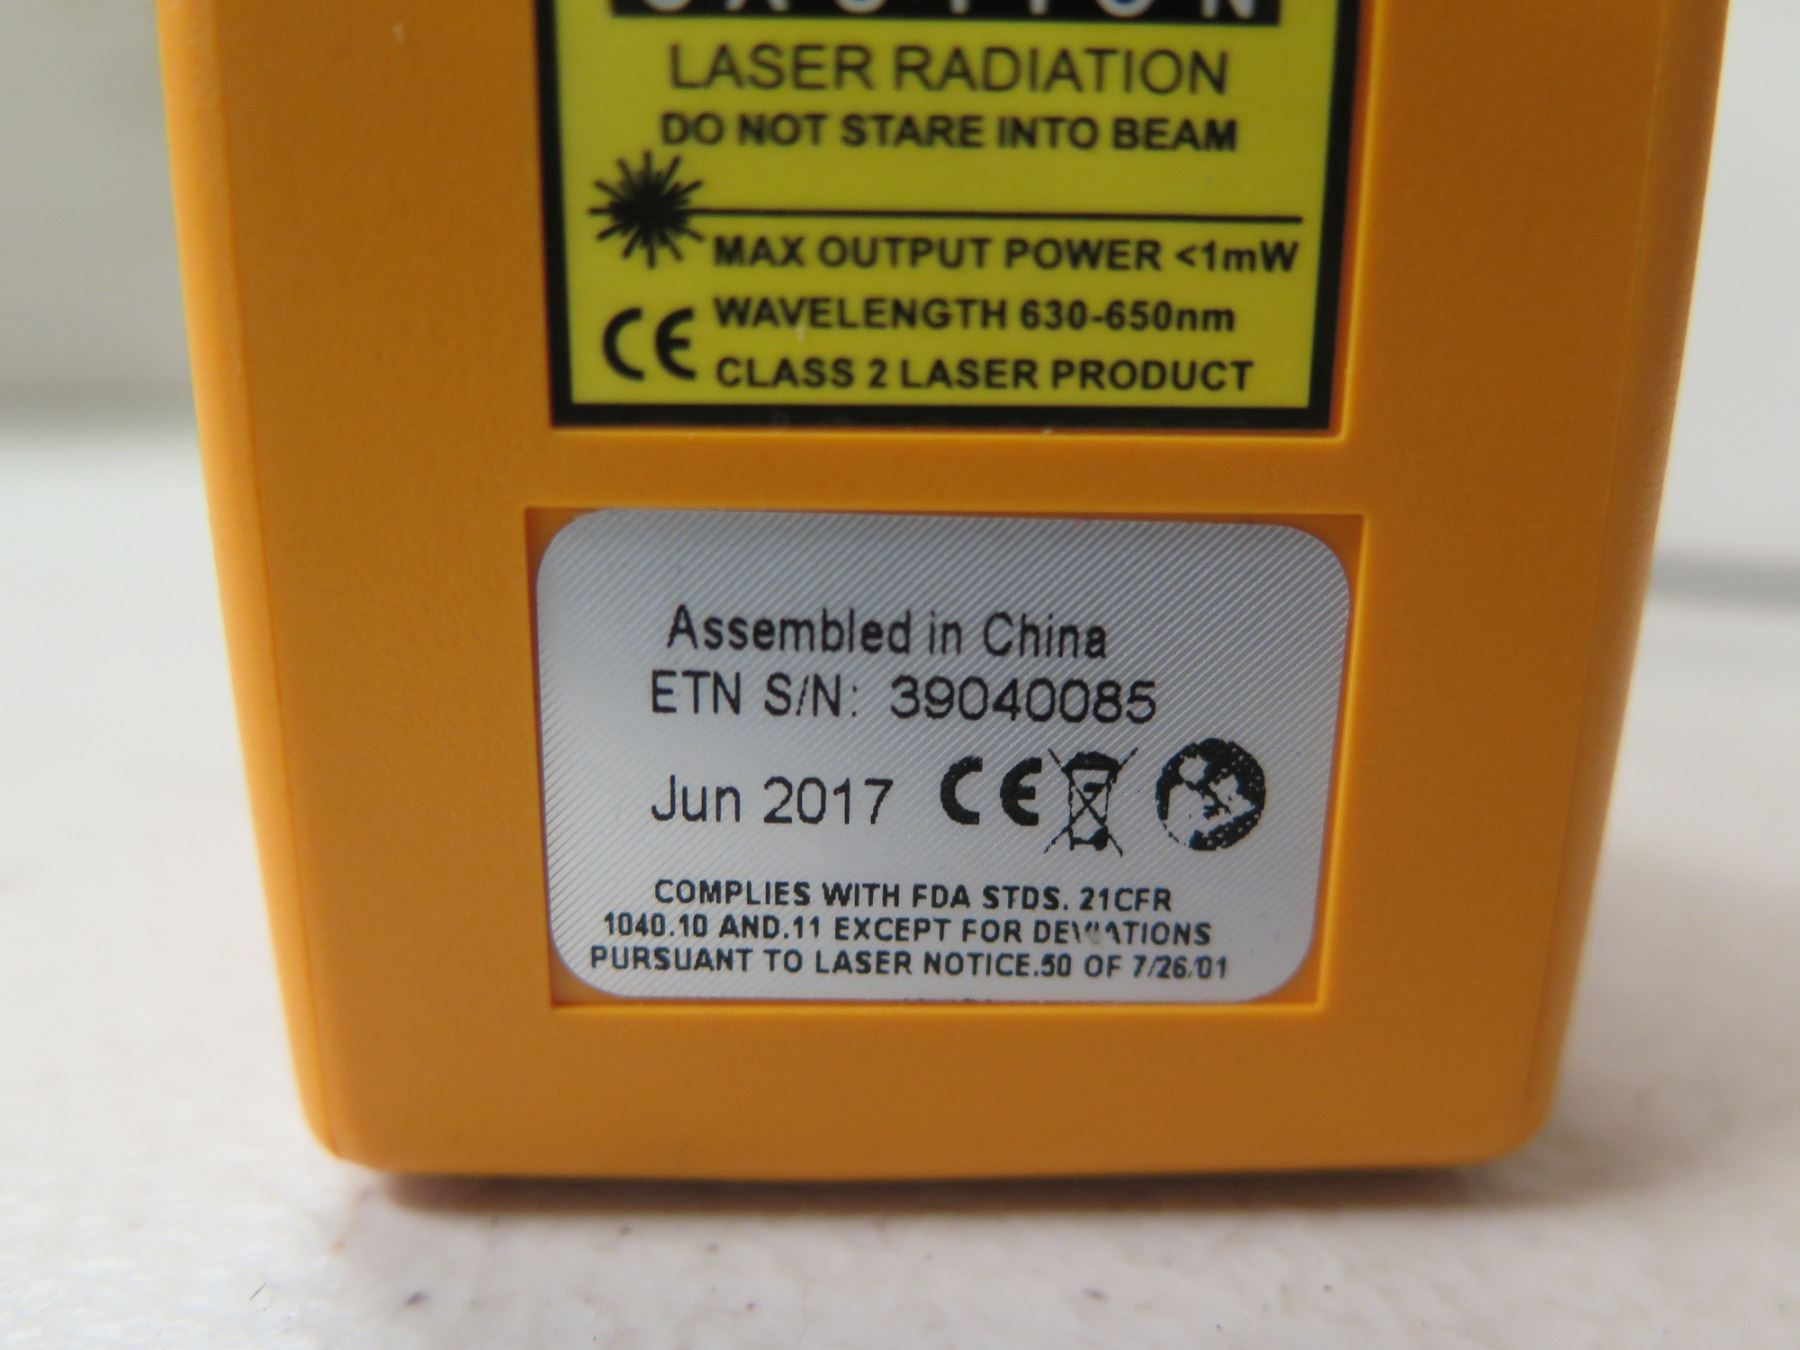 CAUTION
LASER RADIATION
DO NOT STARE INTO BEAM
MAX OUTPUT POWER <1mW
WAVELENGTH 630-650nm
CE CLASS 2 LASER PRODUCT
Assembled in China
ETN S/N: 39040085
Jun 2017 CE
COMPLIES WITH FDA STDS. 21CFR
1040.10 AND.11 EXCEPT FOR DEVIATIONS
PURSUANT TO LASER NOTICE.50 OF 7/26/01